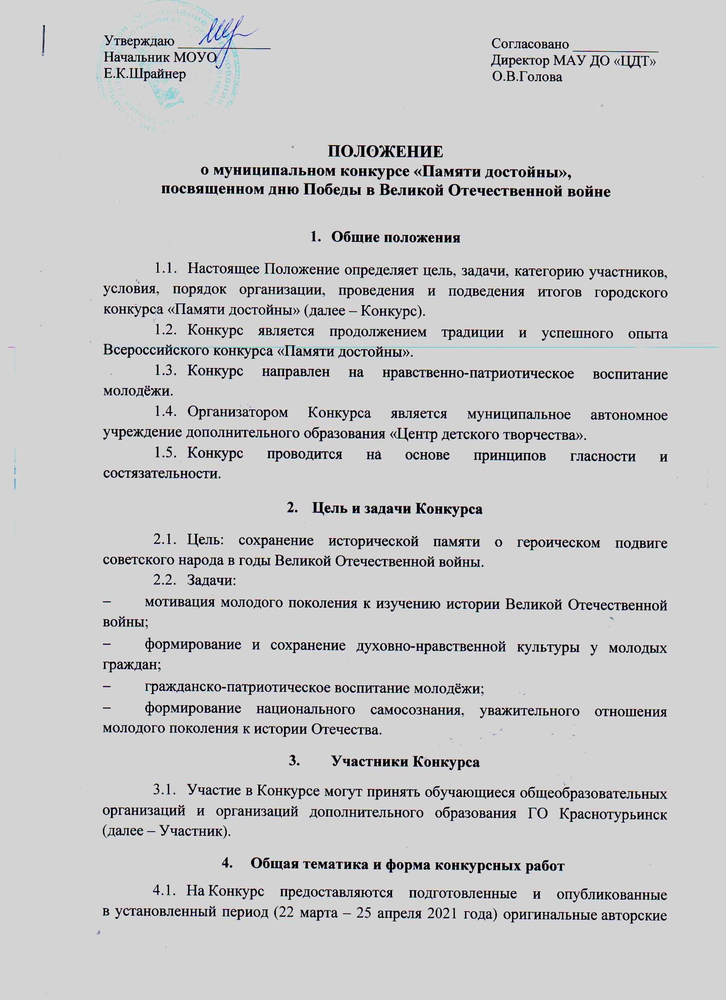 Утверждаю ____________
Начальник МОУО
Е.К.Шрайнер
Согласовано ___________
Директор МАУ ДО «ЦДТ»
О.В.Голова
ПОЛОЖЕНИЕ
о муниципальном конкурсе «Памяти достойны»,
посвященном дню Победы в Великой Отечественной войне
1. Общие положения
1.1. Настоящее Положение определяет цель, задачи, категорию участников,
условия, порядок организации, проведения и подведения итогов городского
конкурса «Памяти достойны» (далее – Конкурс).
1.2. Конкурс является продолжением традиции и успешного опыта
Всероссийского конкурса «Памяти достойны».
1.3. Конкурс направлен на нравственно-патриотическое воспитание
молодёжи.
1.4. Организатором Конкурса является муниципальное автономное
учреждение дополнительного образования «Центр детского творчества».
1.5. Конкурс проводится на основе принципов гласности и
состязательности.
2. Цель и задачи Конкурса
2.1. Цель: сохранение исторической памяти о героическом подвиге
советского народа в годы Великой Отечественной войны.
2.2. Задачи:
– мотивация молодого поколения к изучению истории Великой Отечественной
войны;
– формирование и сохранение духовно-нравственной культуры у молодых
граждан;
– гражданско-патриотическое воспитание молодёжи;
– формирование национального самосознания, уважительного отношения
молодого поколения к истории Отечества.
3. Участники Конкурса
3.1. Участие в Конкурсе могут принять обучающиеся общеобразовательных
организаций и организаций дополнительного образования ГО Краснотурьинск
(далее – Участник).
4. Общая тематика и форма конкурсных работ
4.1. На Конкурс предоставляются подготовленные и опубликованные
в установленный период (22 марта – 25 апреля 2021 года) оригинальные авторские